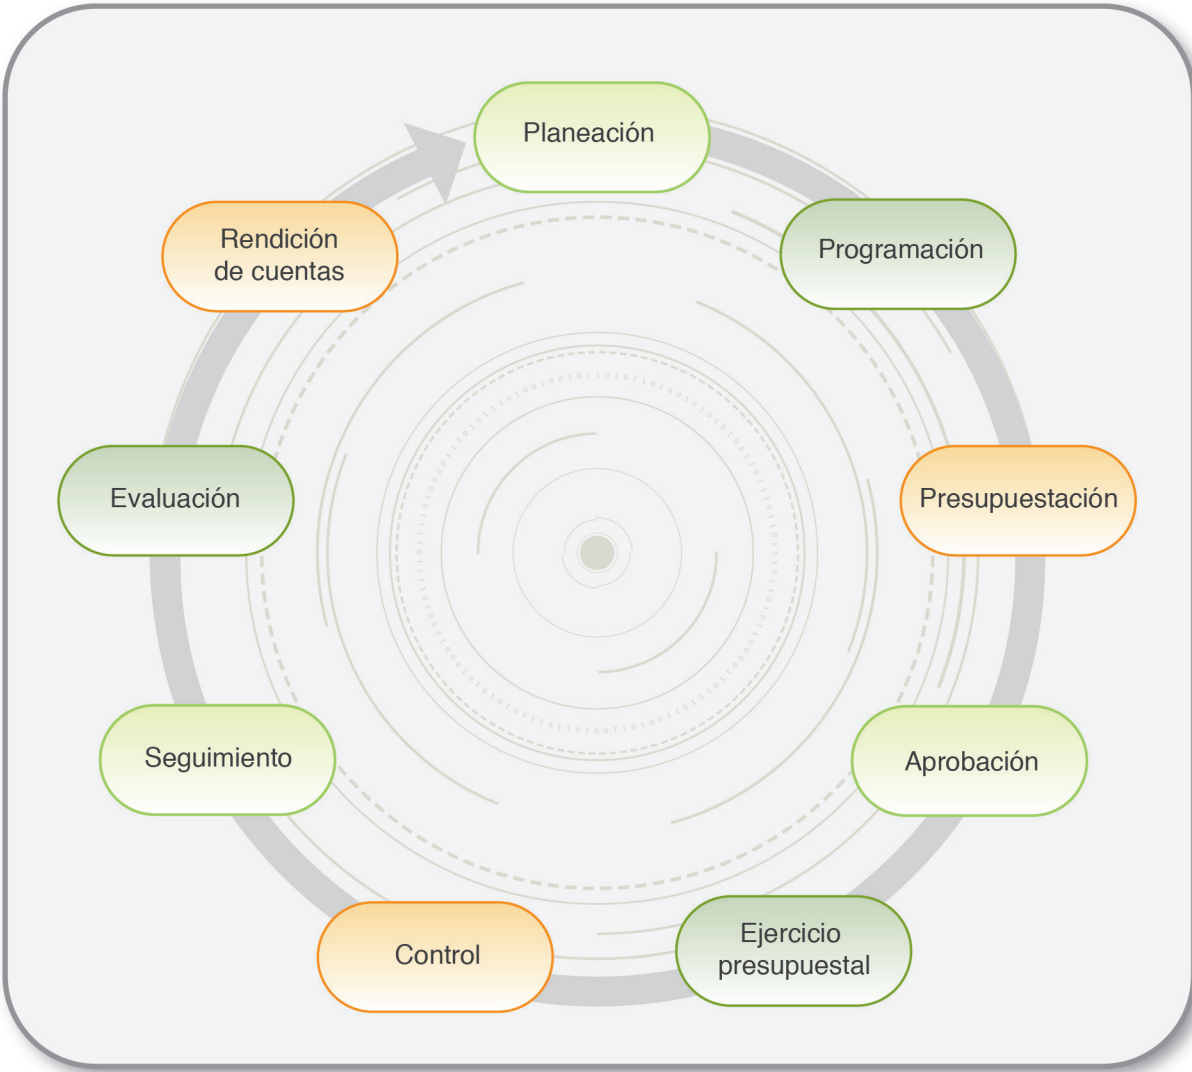 Planeación
Programación
Presupuestación
Aprobación
Ejercicio
presupuestal
Control
Seguimiento
Evaluación
Rendición
de cuentas